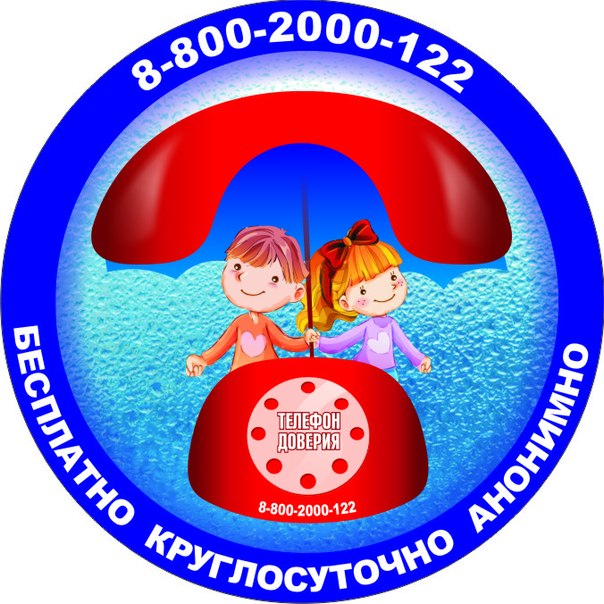 8-800-2000-122
ТЕЛЕФОН
ДОВЕРИЯ
8-800-2000-122
БЕСПЛАТНО КРУГЛОСУТОЧНО АНОНИМНО